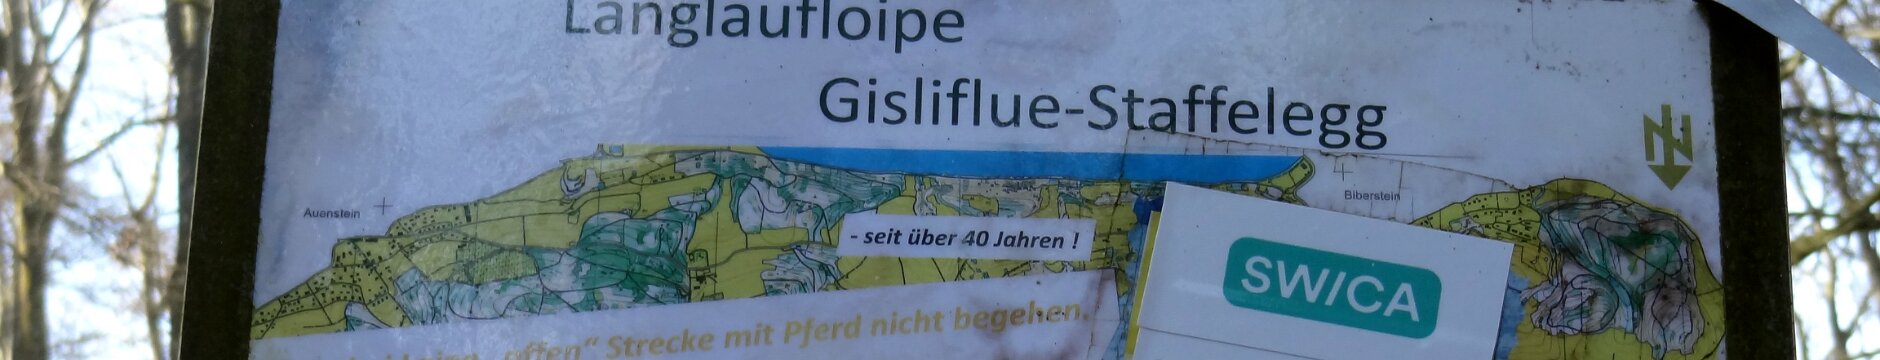 Langlaufloipe
Gisliflue-Staffelegg
N
Auenstein
Biberstein
- seit über 40 Jahren !
SWICA
offen“ Strecke mit Pferd nicht begehen.